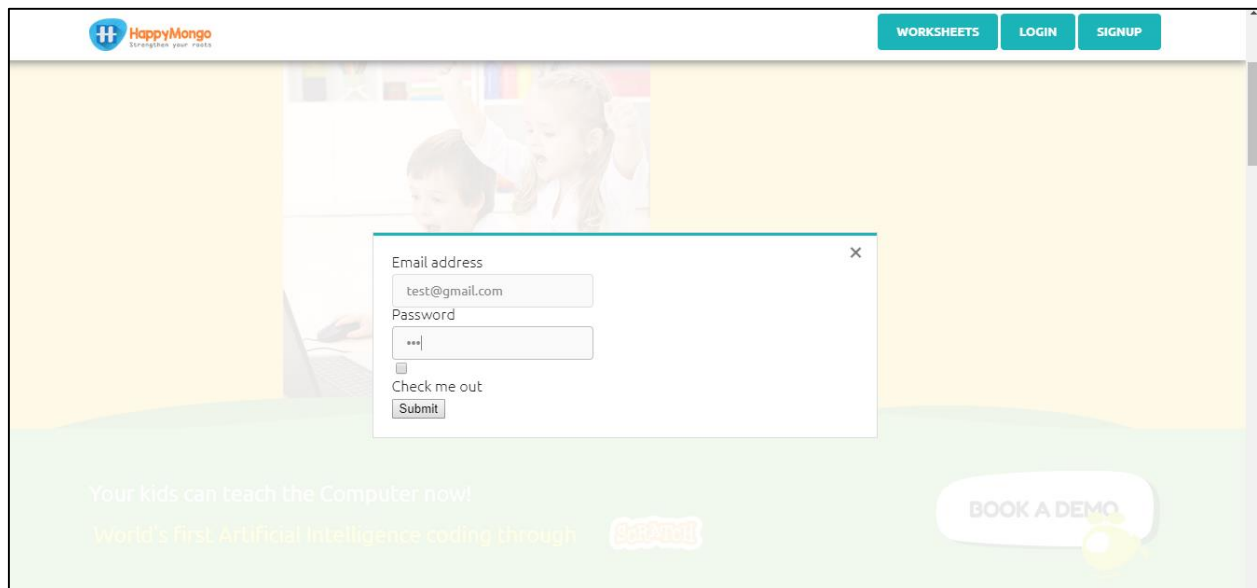 HappyMongo
Strengthen your roots
WORKSHEETS
LOGIN
SIGNUP
×
Email address
test@gmail.com
Password
•••
Check me out
Submit
Your kids can teach the Computer now!
BOOK A DEMO
World's first Artificial Intelligence coding through